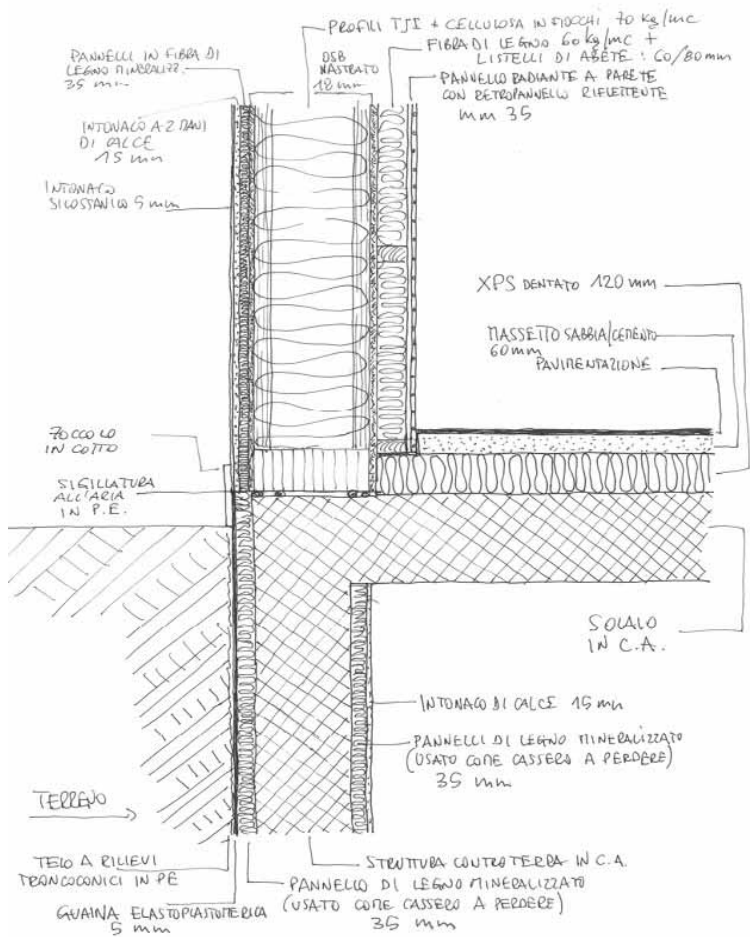 PROFILI TJI + CELLULOSA IN FIOCCHI 70 kg/mc
FIBRA DI LEGNO 60 kg/mc +
LISTELLI DI ABETE : 60/80 mm
PANNELLO RADIANTE A PARETE
CON RETROPANNELLO RIFLETTENTE
mm 35
OSB
NASTRATO
18 mm
PANNELLI IN FIBRA DI
LEGNO MINERALIZZ.
35 mm
INTONACO A 2 MANI
DI CALCE
15 mm
INTONACO
SILOSSANICO 5 mm
XPS DENTATO 120 mm
MASSETTO SABBIA/CEMENTO
60 mm
PAVIMENTAZIONE
ZOCCOLO
IN COTTO
SIGILLATURA
ALL'ARIA
IN P.E.
SOLAIO
IN C.A.
INTONACO DI CALCE 15 mm
PANNELLI DI LEGNO MINERALIZZATO
(USATO COME CASSERO A PERDERE)
35 mm
TERRENO
TELO A RILIEVI
TRONCOCONICI IN PE
STRUTTURA CONTROTERRA IN C.A.
PANNELLO DI LEGNO MINERALIZZATO
(USATO COME CASSERO A PERDERE)
35 mm
GUAINA ELASTOPLASTOMERICA
5 mm